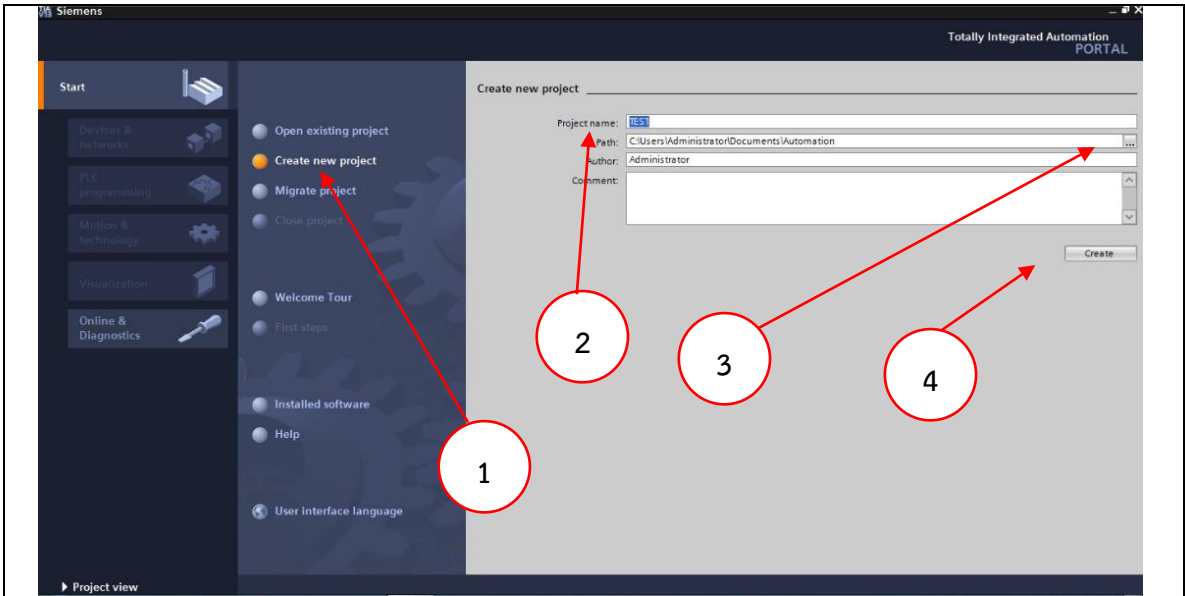 Siemens
Totally Integrated Automation
PORTAL
Start
Devices &
networks
PLC
programming
Motion &
technology
Visualization
Online &
Diagnostics
Open existing project
Create new project
Migrate project
Close project
Welcome Tour
First steps
Installed software
Help
User interface language
Create new project
Project name: TEST
Path: C:\Users\Administrator\Documents\Automation ...
Author: Administrator
Comment:
Create
1
2
3
4
Project view